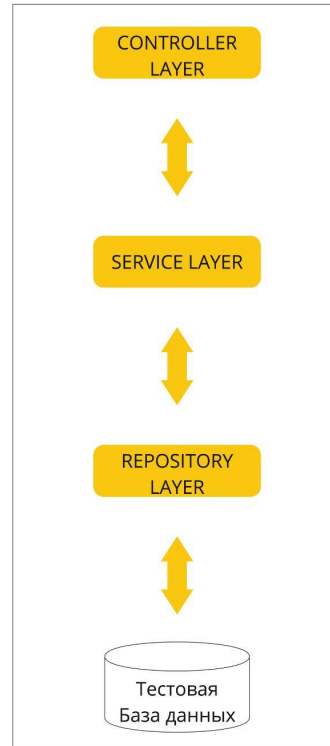 CONTROLLER
LAYER
SERVICE LAYER
REPOSITORY
LAYER
Тестовая
База данных